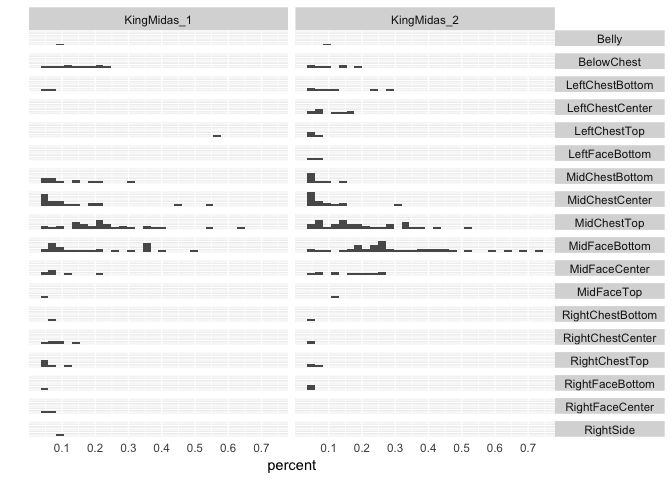 KingMidas_1 KingMidas_2
Belly
BelowChest
LeftChestBottom
LeftChestCenter
LeftChestTop
LeftFaceBottom
MidChestBottom
MidChestCenter
MidChestTop
MidFaceBottom
MidFaceCenter
MidFaceTop
RightChestBottom
RightChestCenter
RightChestTop
RightFaceBottom
RightFaceCenter
RightSide
0.1 0.2 0.3 0.4 0.5 0.6 0.7 0.1 0.2 0.3 0.4 0.5 0.6 0.7
percent